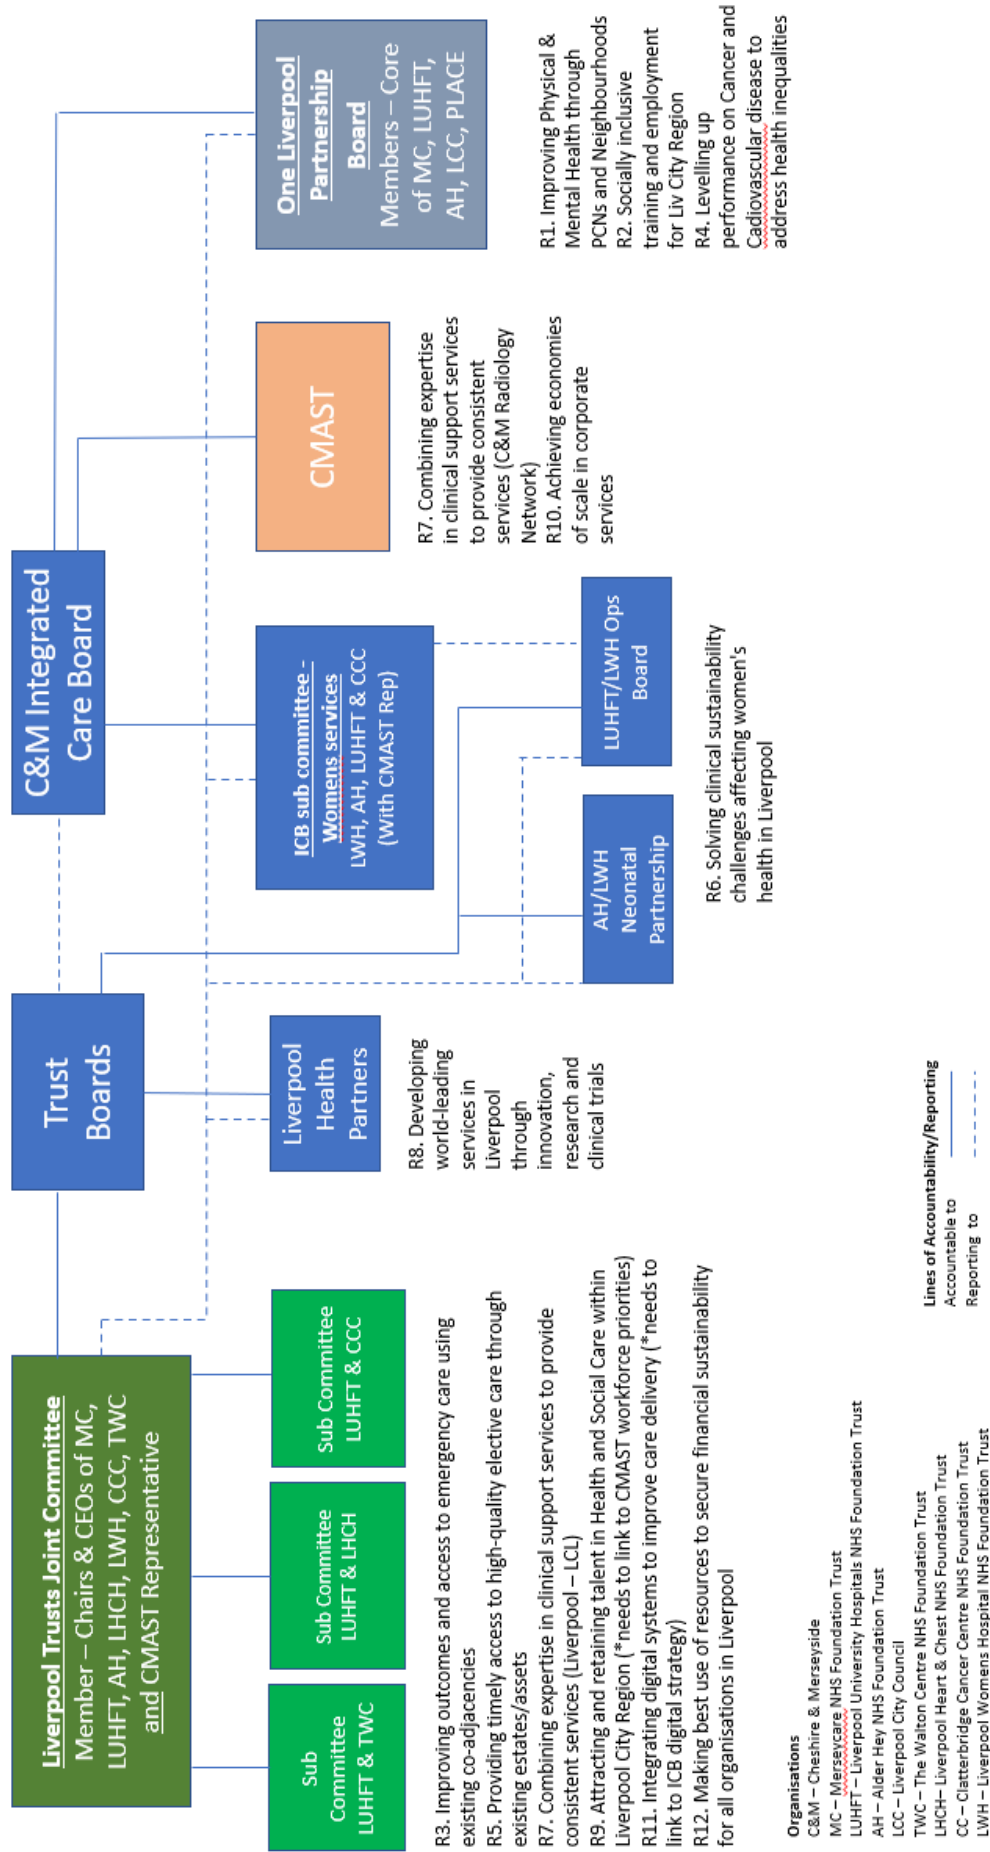 Liverpool Trusts Joint Committee
Member – Chairs & CEOs of MC,
LUHFT, AH, LHCH, LWH, CCC, TWC
and CMAST Representative
Trust
Boards
C&M Integrated
Care Board
Sub
Committee
LUHFT & TWC
Sub Committee
LUHFT & LHCH
Sub Committee
LUHFT & CCC
Liverpool
Health
Partners
ICB sub committee -
Womens services
LWH, AH, LUHFT & CCC
(With CMAST Rep)
CMAST
One Liverpool
Partnership
Board
Members – Core
of MC, LUHFT,
AH, LCC, PLACE
AH/LWH
Neonatal
Partnership
LUHFT/LWH Ops
Board
R3. Improving outcomes and access to emergency care using
existing co-adjacencies
R5. Providing timely access to high-quality elective care through
existing estates/assets
R7. Combining expertise in clinical support services to provide
consistent services (Liverpool – LCL)
R9. Attracting and retaining talent in Health and Social Care within
Liverpool City Region (*needs to link to CMAST workforce priorities)
R11. Integrating digital systems to improve care delivery (*needs to
link to ICB digital strategy)
R12. Making best use of resources to secure financial sustainability
for all organisations in Liverpool
R8. Developing
world-leading
services in
Liverpool
through
innovation,
research and
clinical trials
R6. Solving clinical sustainability
challenges affecting women's
health in Liverpool
R7. Combining expertise
in clinical support services
to provide consistent
services (C&M Radiology
Network)
R10. Achieving economies
of scale in corporate
services
R1. Improving Physical &
Mental Health through
PCNs and Neighbourhoods
R2. Socially inclusive
training and employment
for Liv City Region
R4. Levelling up
performance on Cancer and
Cadiovascular disease to
address health inequalities
Organisations
C&M – Cheshire & Merseyside
MC – Merseycare NHS Foundation Trust
LUHFT – Liverpool University Hospitals NHS Foundation Trust
AH – Alder Hey NHS Foundation Trust
LCC – Liverpool City Council
TWC – The Walton Centre NHS Foundation Trust
LHCH– Liverpool Heart & Chest NHS Foundation Trust
CC – Clatterbridge Cancer Centre NHS Foundation Trust
LWH – Liverpool Womens Hospital NHS Foundation Trust
Lines of Accountability/Reporting
Accountable to
Reporting to